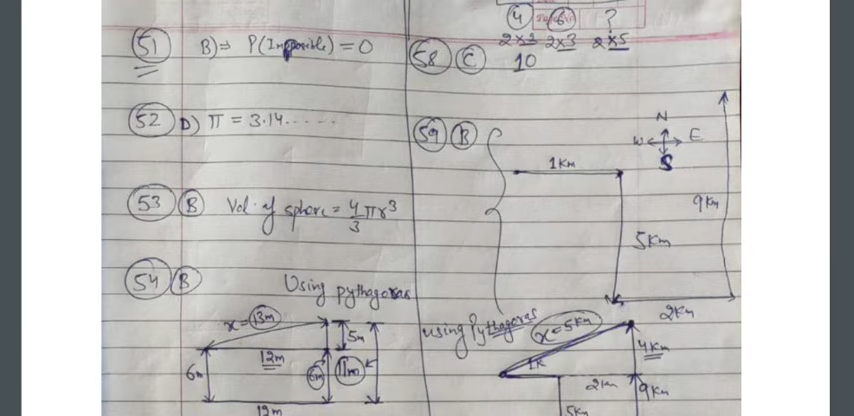 51 B)⇒ P(Impossible) = 0
52 D) π = 3.14......
53 B Vol. of sphere = 4/3 πr³
54 B Using pythagoras
x = 13m
5m
12m
6m
6m
11m
12m
4 6 ?
2×3 2×3 2×5
58 C 10
59 B
N
W E
S
1Km
9Km
5Km
2Km
using Pythagoras
x = 5Km
1K
4Km
2Km
9Km
5Km